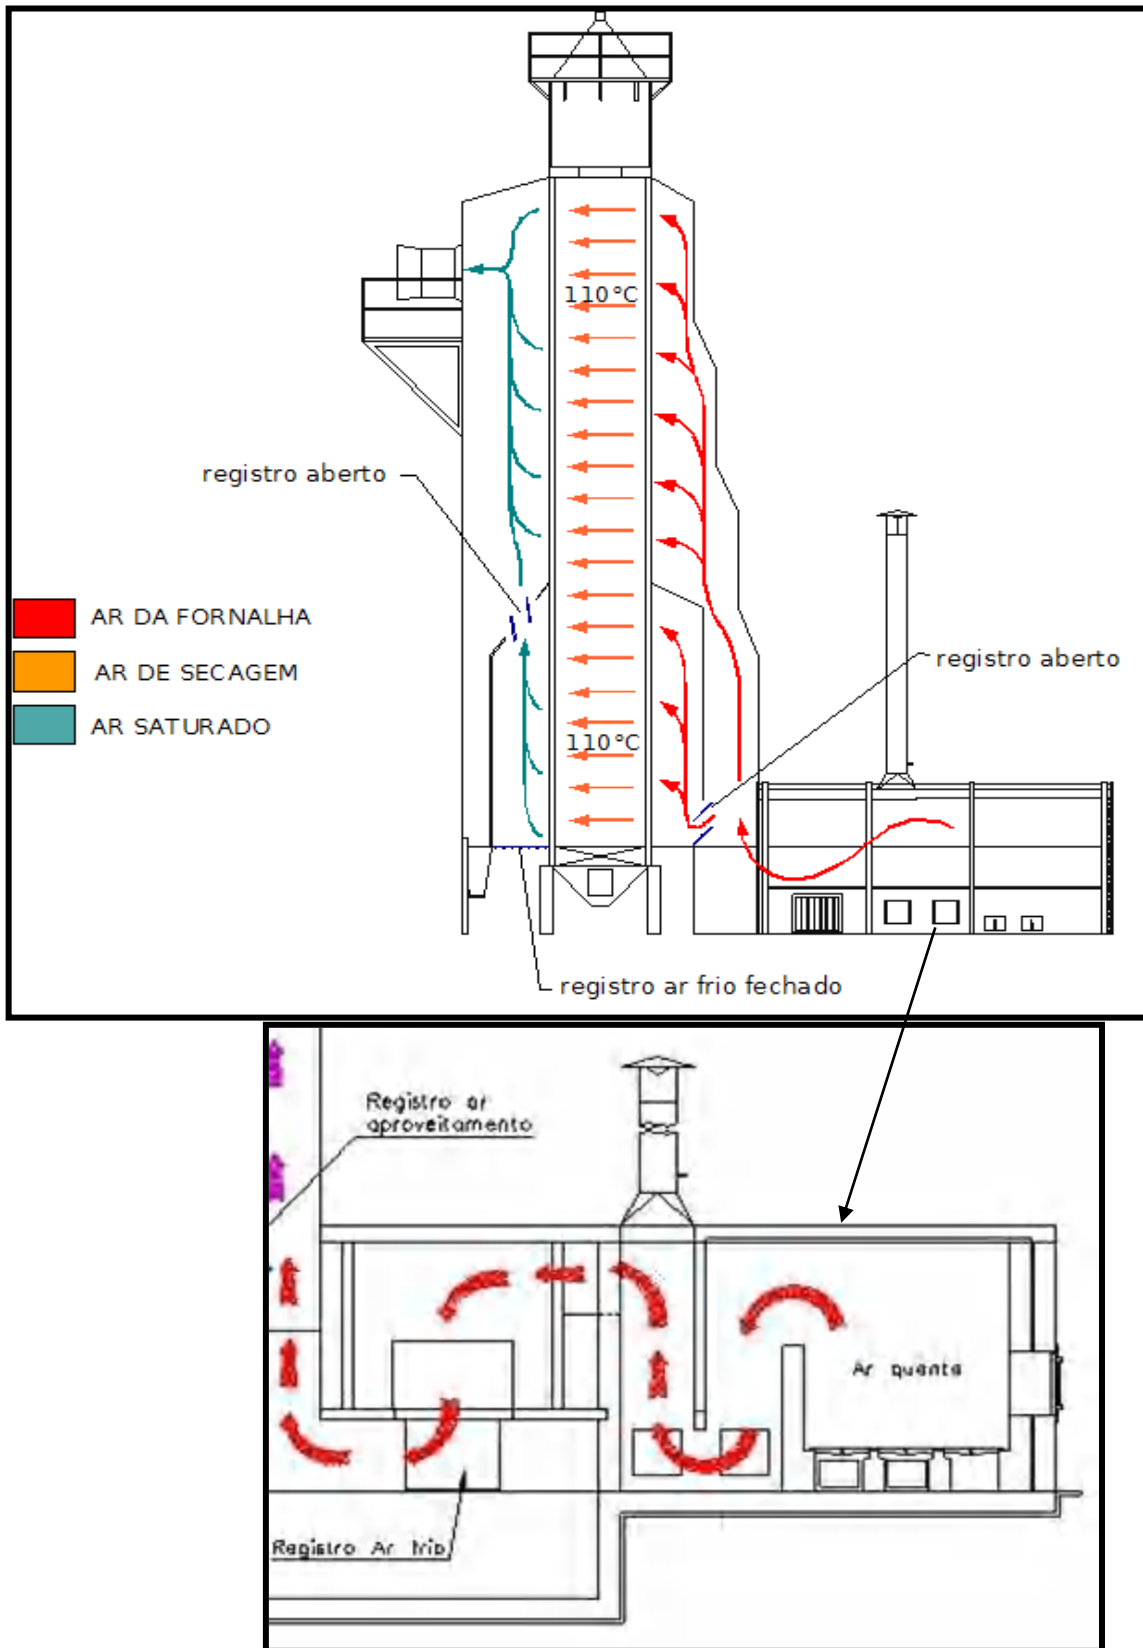 110°C
registro aberto
AR DA FORNALHA
AR DE SECAGEM
AR SATURADO
registro aberto
110°C
registro ar frio fechado
Registro ar
aproveitamento
Ar quente
Registro Ar frio